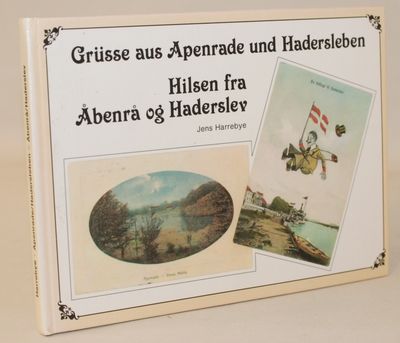 Grüsse aus Apenrade und Hadersleben
Hilsen fra
Åbenrå og Haderslev
Jens Harrebye
Harrebye - Apenrade/Hadersleben - Åbenrå/Haderslev